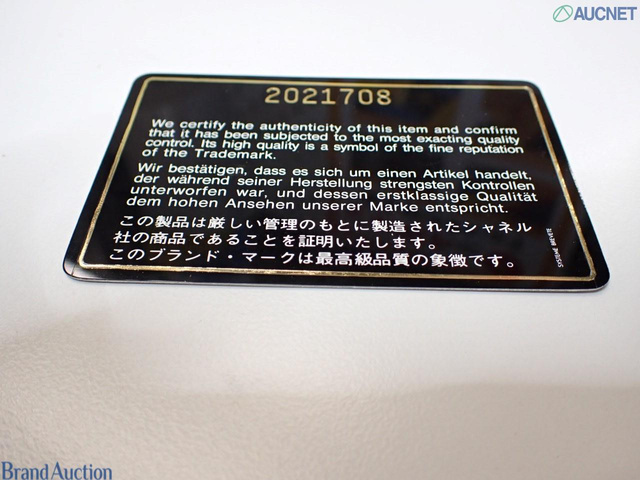 AUCNET
2021708
We certify the authenticity of this item and confirm
that it has been subjected to the most exacting quality
control. Its high quality is a symbol of the fine reputation
of the Trademark.
Wir bestätigen, dass es sich um einen Artikel handelt,
der während seiner Herstellung strengsten Kontrollen
unterworfen war, und dessen erstklassige Qualität
dem hohen Ansehen unserer Marke entspricht.
この製品は厳しい管理のもとに製造されたシャネル
社の商品であることを証明いたします。
このブランド・マークは最高級品質の象徴です。
SYSTEME BREVETE
Brand Auction